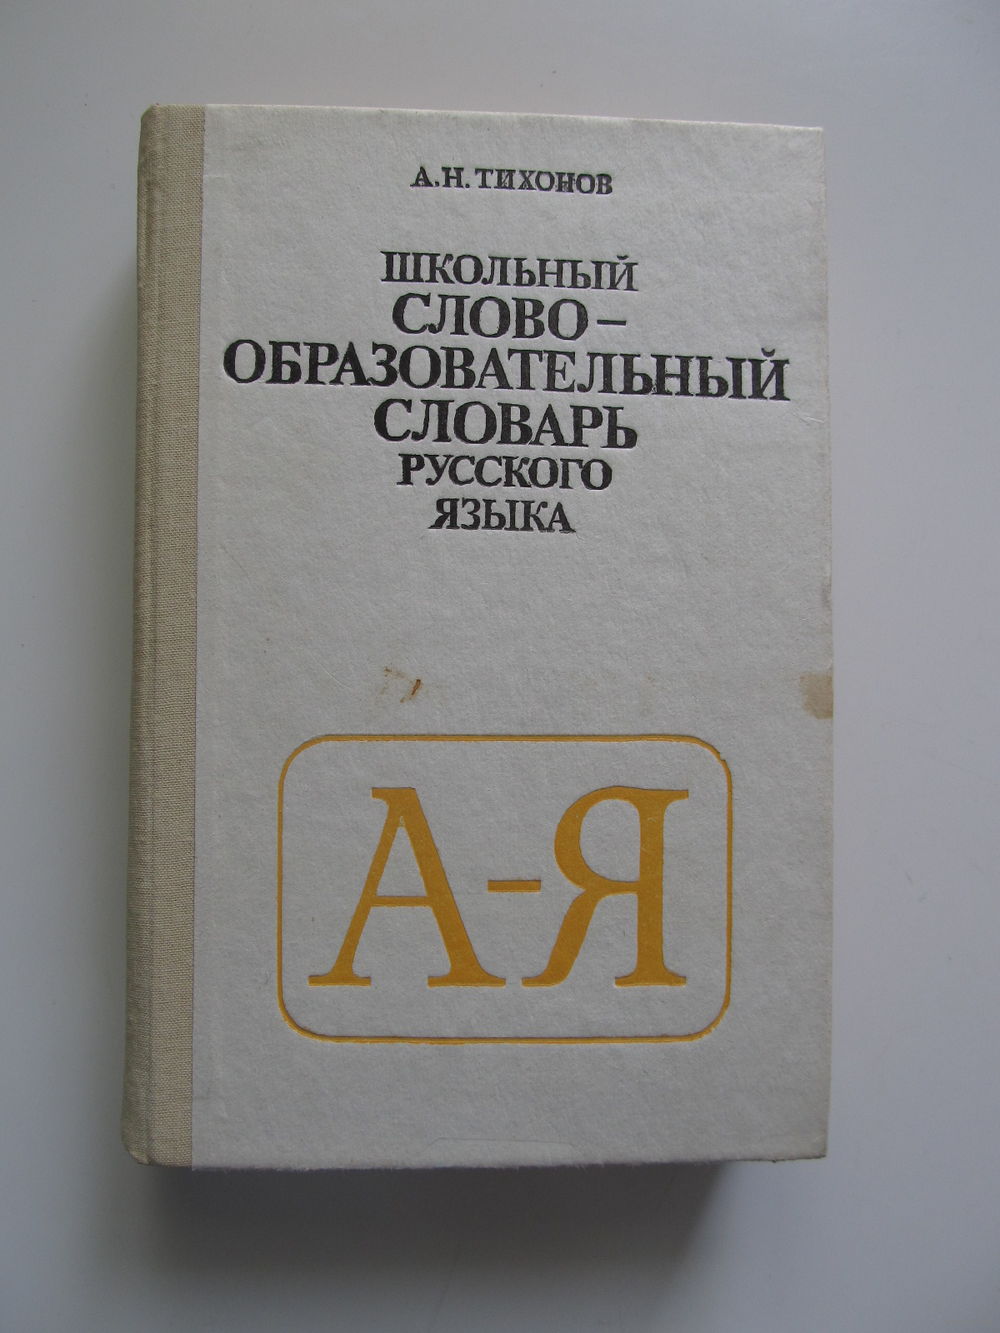 А.Н.ТИХОНОВ
ШКОЛЬНЫЙ
СЛОВО-
ОБРАЗОВАТЕЛЬНЫЙ
СЛОВАРЬ
РУССКОГО
ЯЗЫКА
А-Я